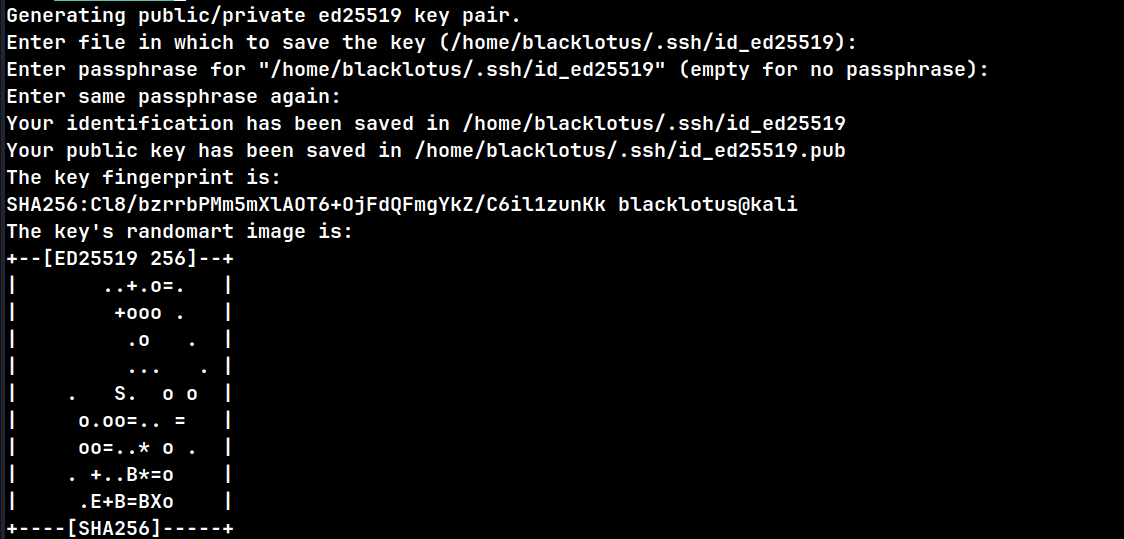 Generating public/private ed25519 key pair.
Enter file in which to save the key (/home/blacklotus/.ssh/id_ed25519):
Enter passphrase for "/home/blacklotus/.ssh/id_ed25519" (empty for no passphrase):
Enter same passphrase again:
Your identification has been saved in /home/blacklotus/.ssh/id_ed25519
Your public key has been saved in /home/blacklotus/.ssh/id_ed25519.pub
The key fingerprint is:
SHA256:Cl8/bzrrbPMm5mXlAOT6+OjFdQFmgYkZ/C6il1zunKk blacklotus@kali
The key's randomart image is:
+--[ED25519 256]--+
|       ..+.o=.   |
|        +ooo .   |
|         .o   .  |
|         ...   . |
|    .   S.  o o  |
|     o.oo=.. =   |
|     oo=..* o .  |
|    . +..B*=o    |
|     .E+B=BXo    |
+----[SHA256]-----+